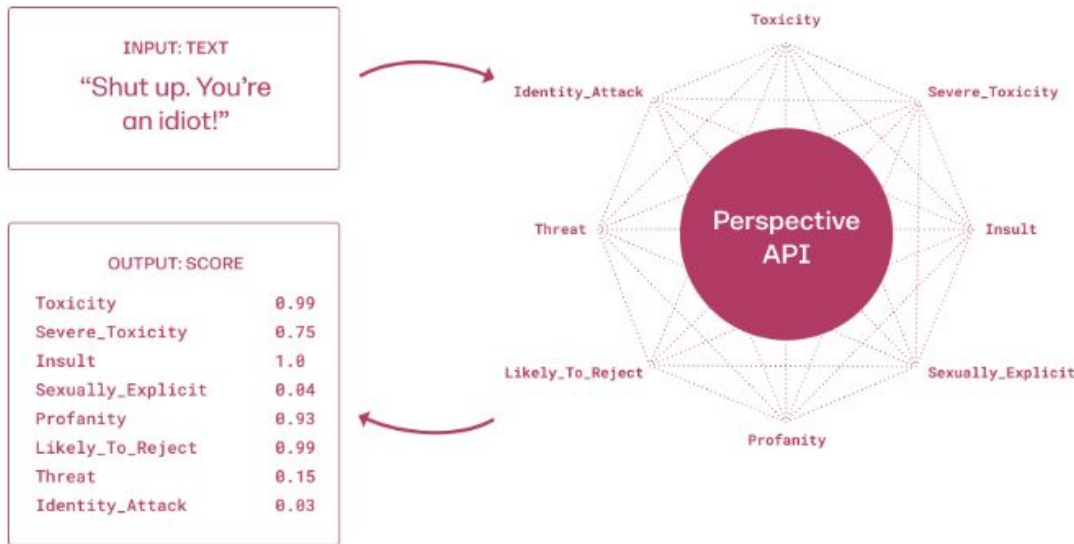 INPUT: TEXT
“Shut up. You’re
an idiot!”
Toxicity
Identity_Attack
Severe_Toxicity
Threat
Perspective
API
Insult
Likely_To_Reject
Sexually_Explicit
Profanity
OUTPUT: SCORE
Toxicity 0.99
Severe_Toxicity 0.75
Insult 1.0
Sexually_Explicit 0.04
Profanity 0.93
Likely_To_Reject 0.99
Threat 0.15
Identity_Attack 0.03